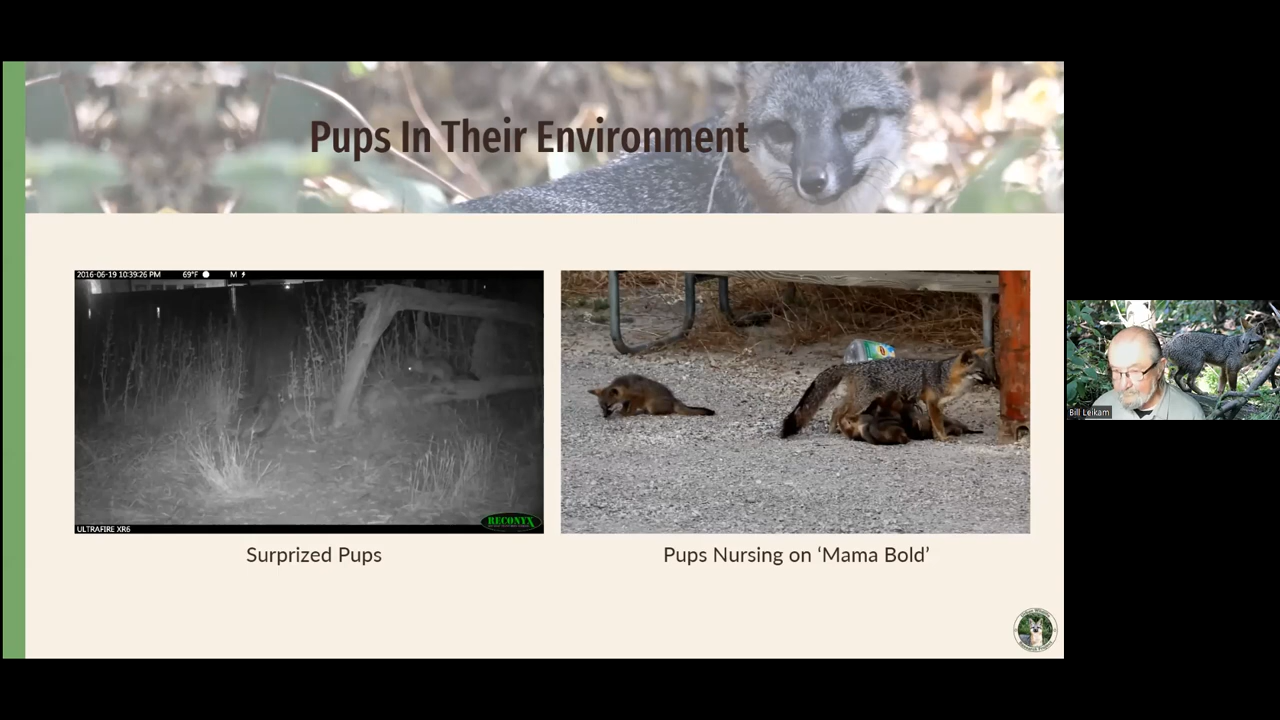 Pups In Their Environment
2016-06-19 10:39:26 PM 69°F M
RECONYX
ULTRAFIRE XR6
Surprized Pups
Pups Nursing on ‘Mama Bold’
Bill Leikam